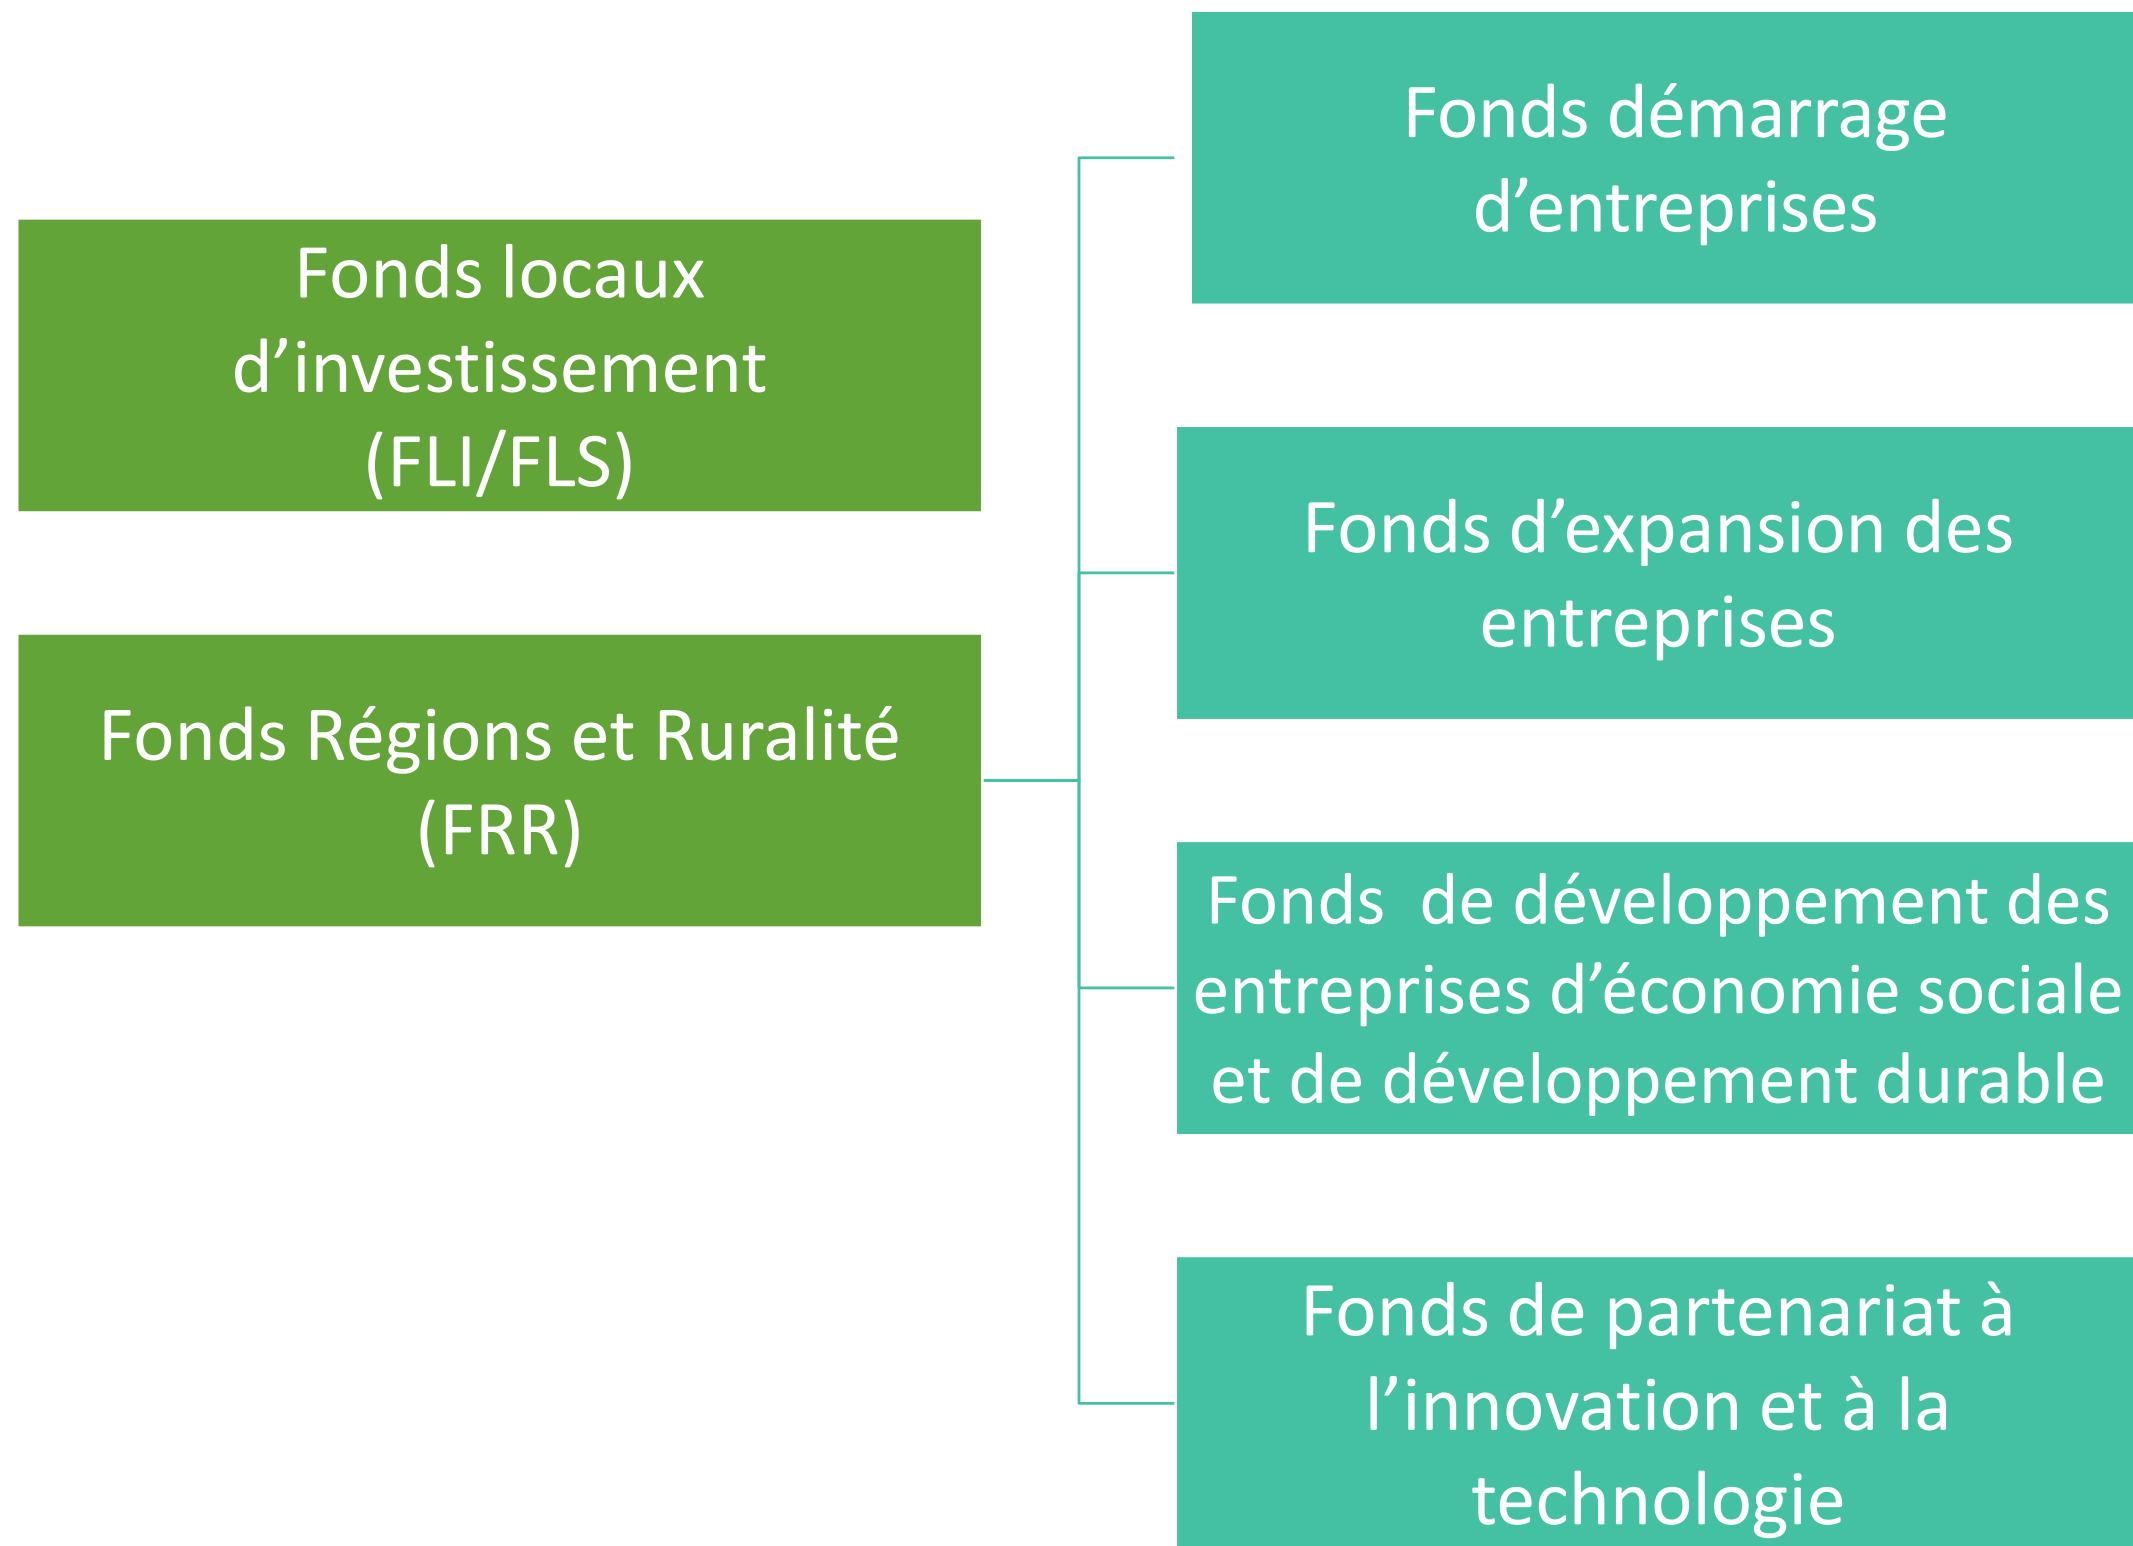 Fonds locaux
d’investissement
(FLI/FLS)
Fonds Régions et Ruralité
(FRR)
Fonds démarrage
d’entreprises
Fonds d’expansion des
entreprises
Fonds  de développement des
entreprises d’économie sociale
et de développement durable
Fonds de partenariat à
l’innovation et à la
technologie